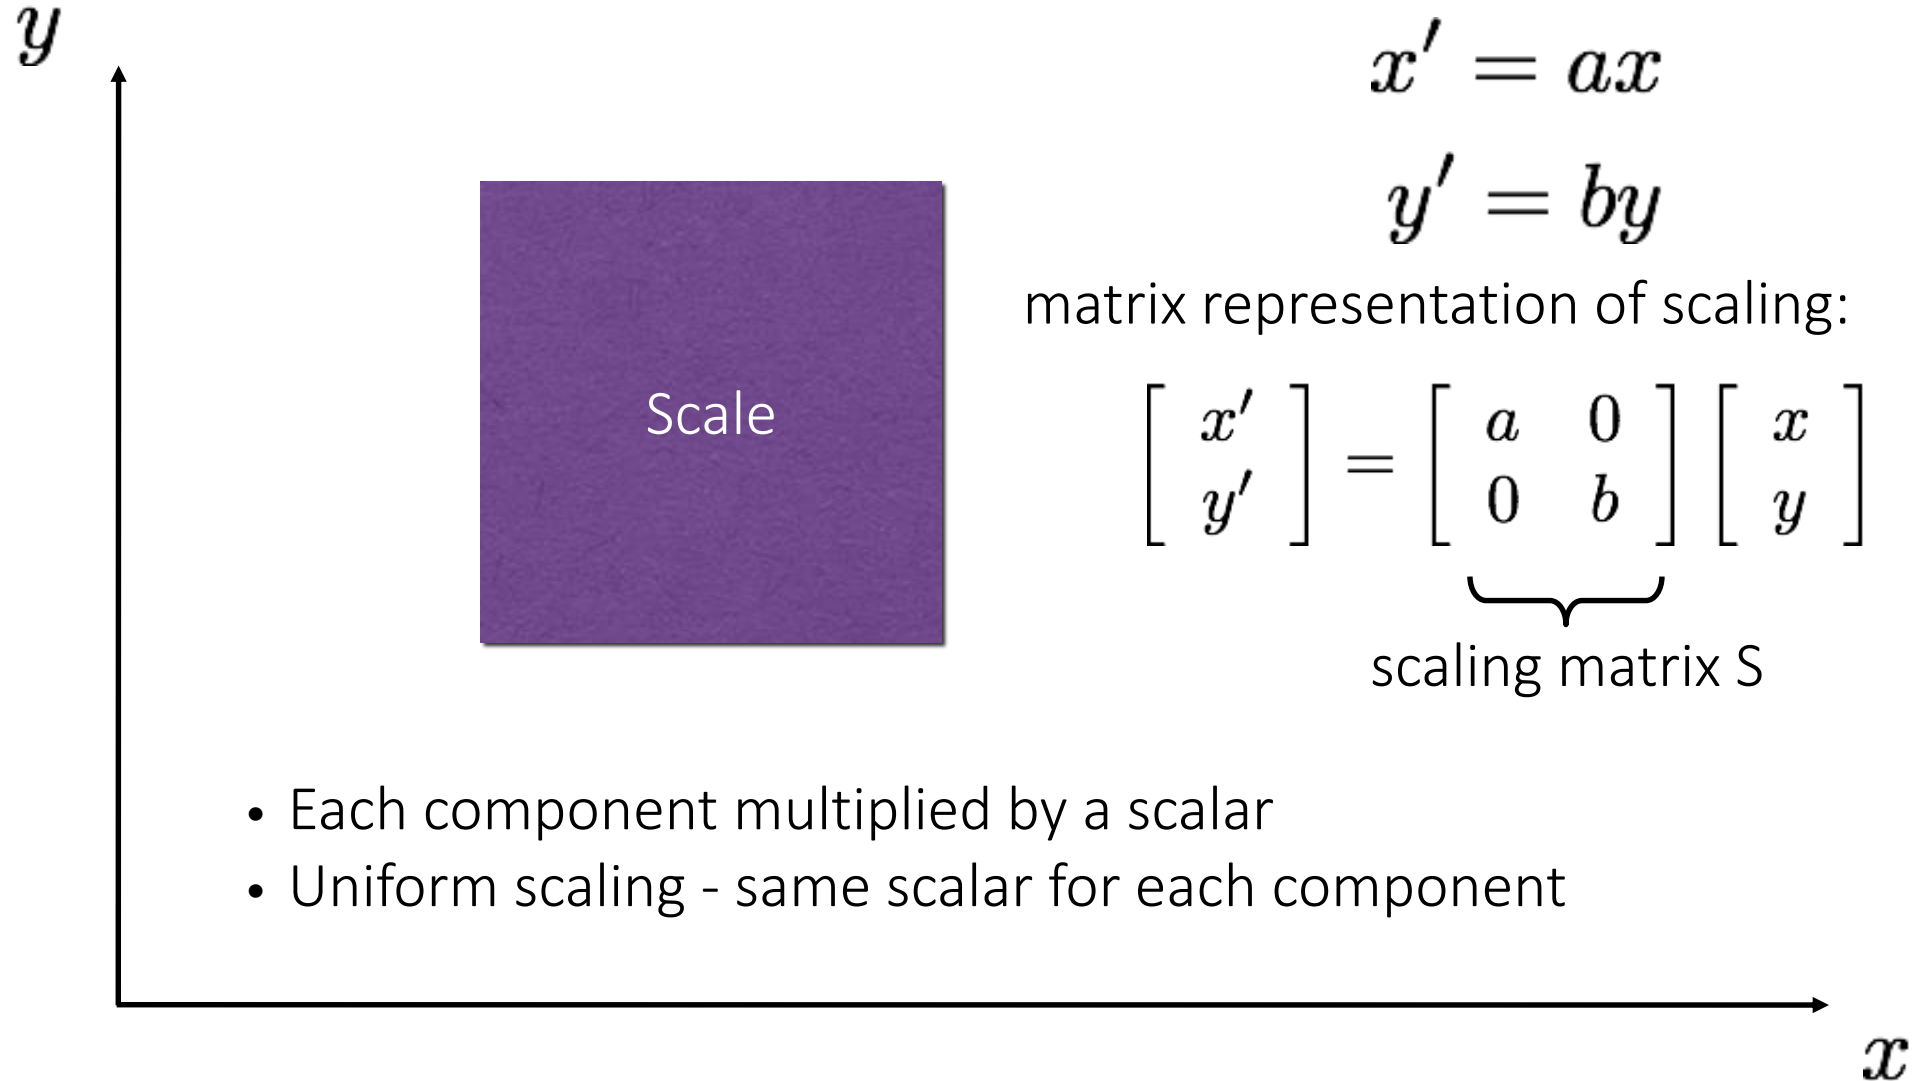 y
x′ = ax
y′ = by
matrix representation of scaling:
Scale
[ x′ ] = [ a 0 ] [ x ]
[ y′ ] [ 0 b ] [ y ]
scaling matrix S
• Each component multiplied by a scalar
• Uniform scaling - same scalar for each component
x